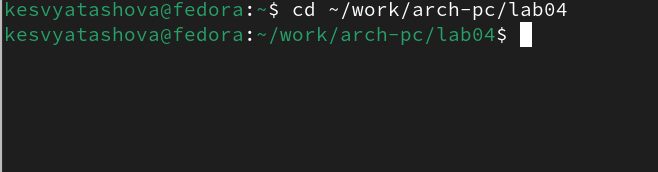 kesvyatashova@fedora:~$ cd ~/work/arch-pc/lab04
kesvyatashova@fedora:~/work/arch-pc/lab04$